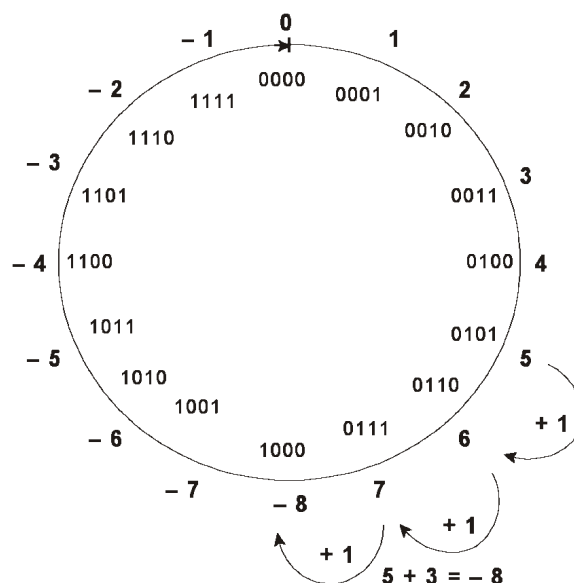 0
– 1 1
0000
– 2 1111 0001 2
1110 0010
– 3 3
1101 0011
– 4 1100 0100 4
1011 0101
– 5 5
1010 0110
+ 1
– 6 1001 0111 6
1000
– 7 7
– 8
+ 1
+ 1
5 + 3 = – 8